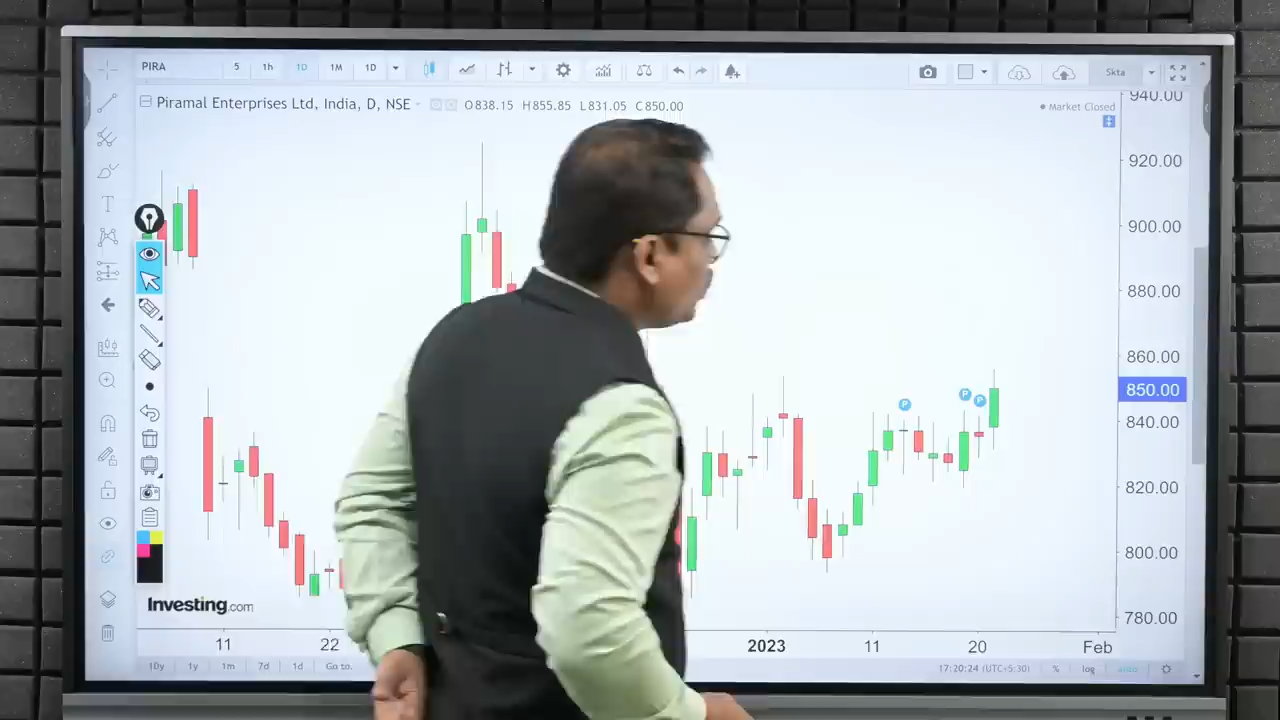 PIRA 5 1h 1D 1M 1D Skta
Piramal Enterprises Ltd, India, D, NSE O838.15 H855.85 L831.05 C850.00
Market Closed
940.00
920.00
900.00
880.00
860.00
850.00
840.00
820.00
800.00
780.00
P P P
T
Investing.com
11 22 2023 11 20 Feb
10y 1y 1m 7d 1d Go to. 17:20:24 (UTC+5:30) % log auto